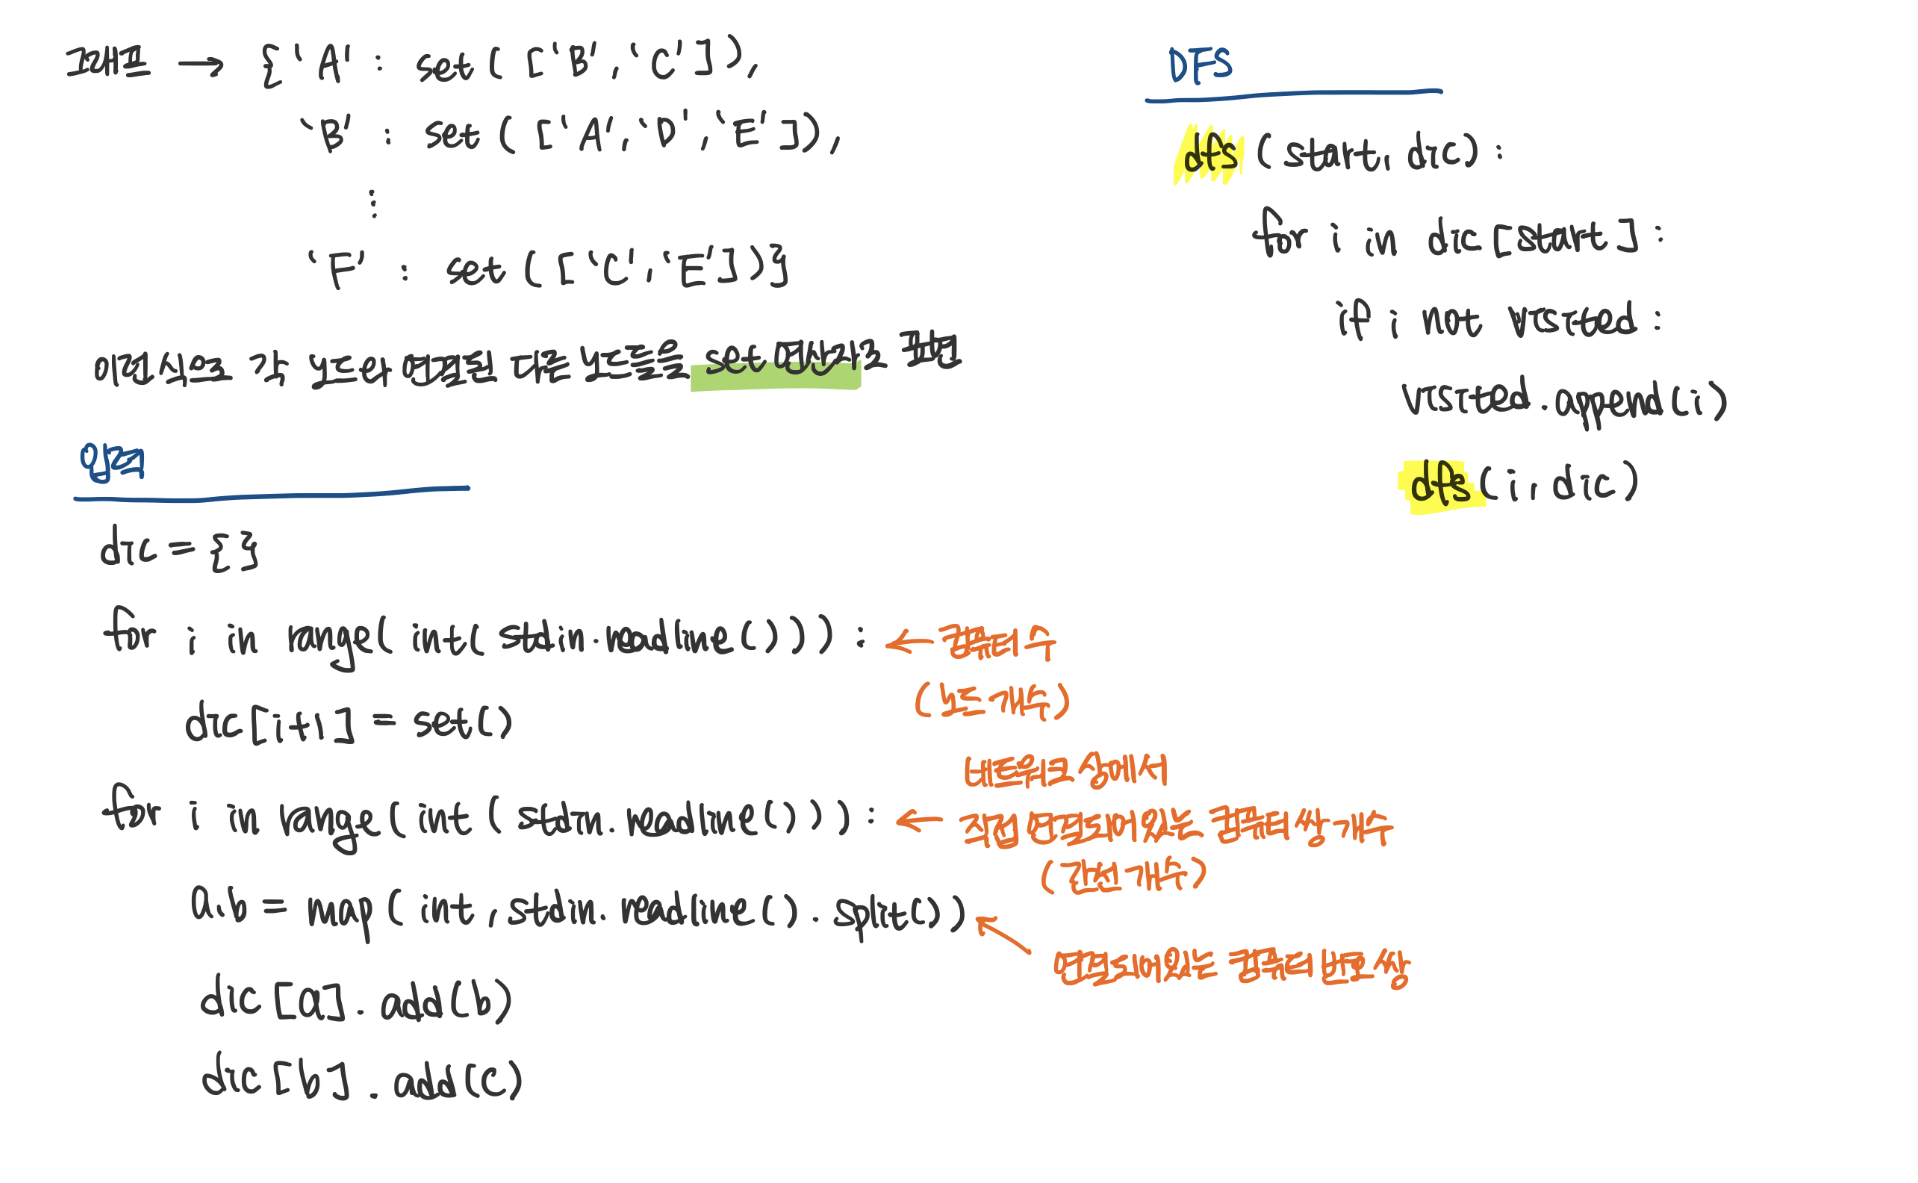 그래프 → {'A' : set(['B','C']),
'B' : set(['A','D','E']),
⋮
'F' : set(['C','E'])}
이런 식으로 각 노드와 연결된 다른 노드들을 set 연산자로 표현
입력
dic = {}
for i in range(int(stdin.readline())) : ← 컴퓨터 수
(노드 개수)
dic[i+1] = set()
네트워크 상에서
for i in range(int(stdin.readline())) : ← 직접 연결되어있는 컴퓨터 쌍 개수
(간선 개수)
a,b = map(int, stdin.readline().split())
연결되어있는 컴퓨터 번호 쌍
dic[a].add(b)
dic[b].add(c)
DFS
dfs(start, dic) :
for i in dic[start] :
if i not visited :
visited.append(i)
dfs(i, dic)